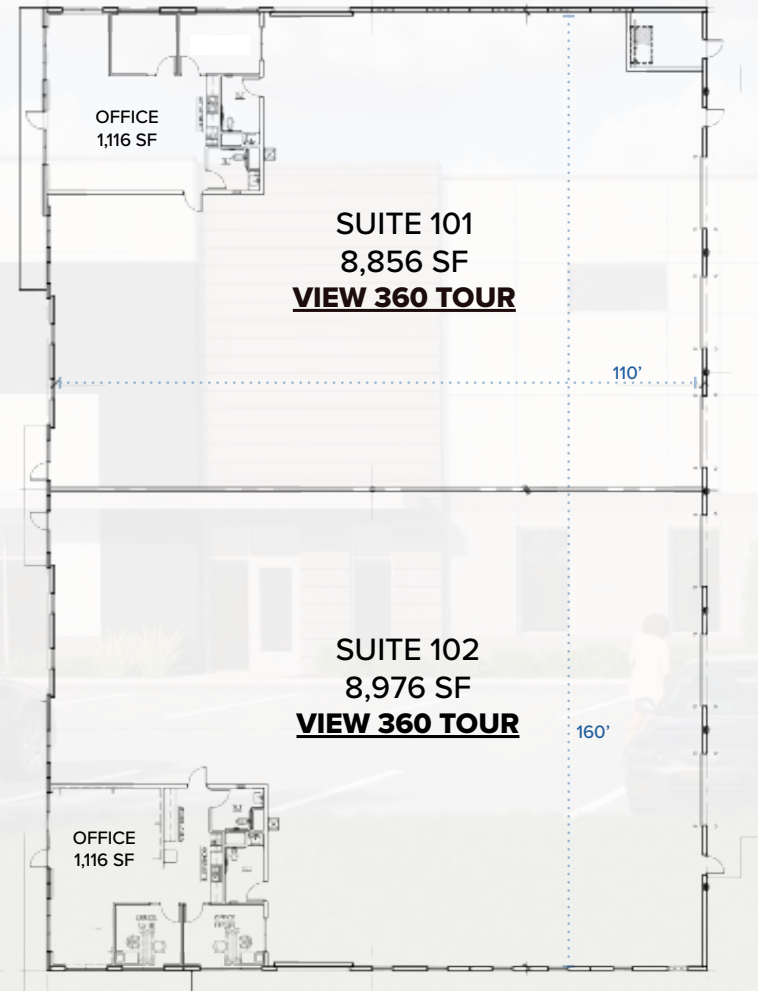 OFFICE
1,116 SF
SUITE 101
8,856 SF
VIEW 360 TOUR
110’
SUITE 102
8,976 SF
VIEW 360 TOUR
160’
OFFICE
1,116 SF